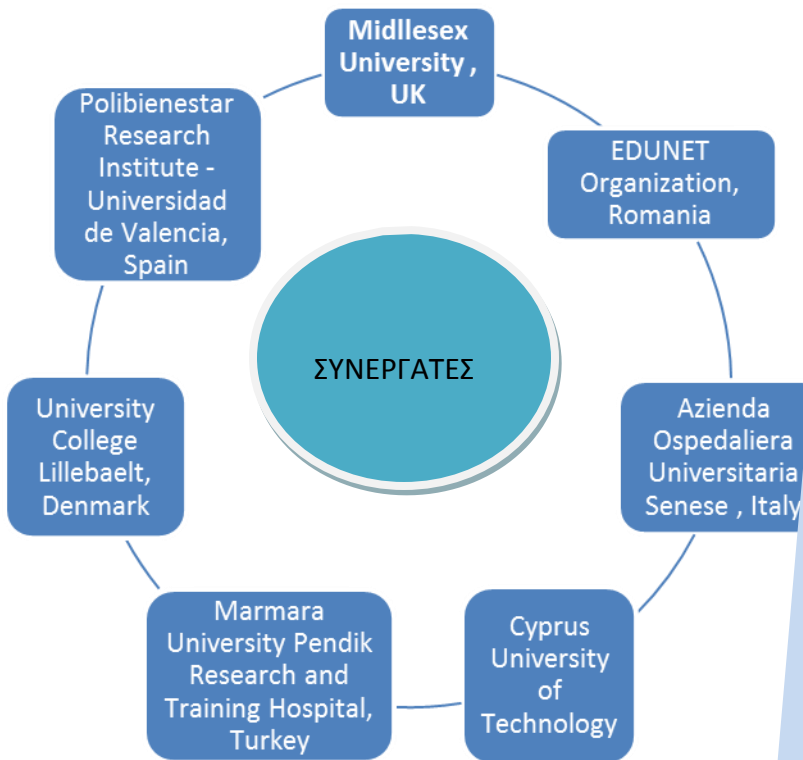 Midllesex
University ,
UK
EDUNET
Organization,
Romania
Azienda
Ospedaliera
Universitaria
Senese , Italy
Cyprus
University
of
Technology
Marmara
University Pendik
Research and
Training Hospital,
Turkey
University
College
Lillebaelt,
Denmark
Polibienestar
Research
Institute -
Universidad
de Valencia,
Spain
ΣΥΝΕΡΓΑΤΕΣ